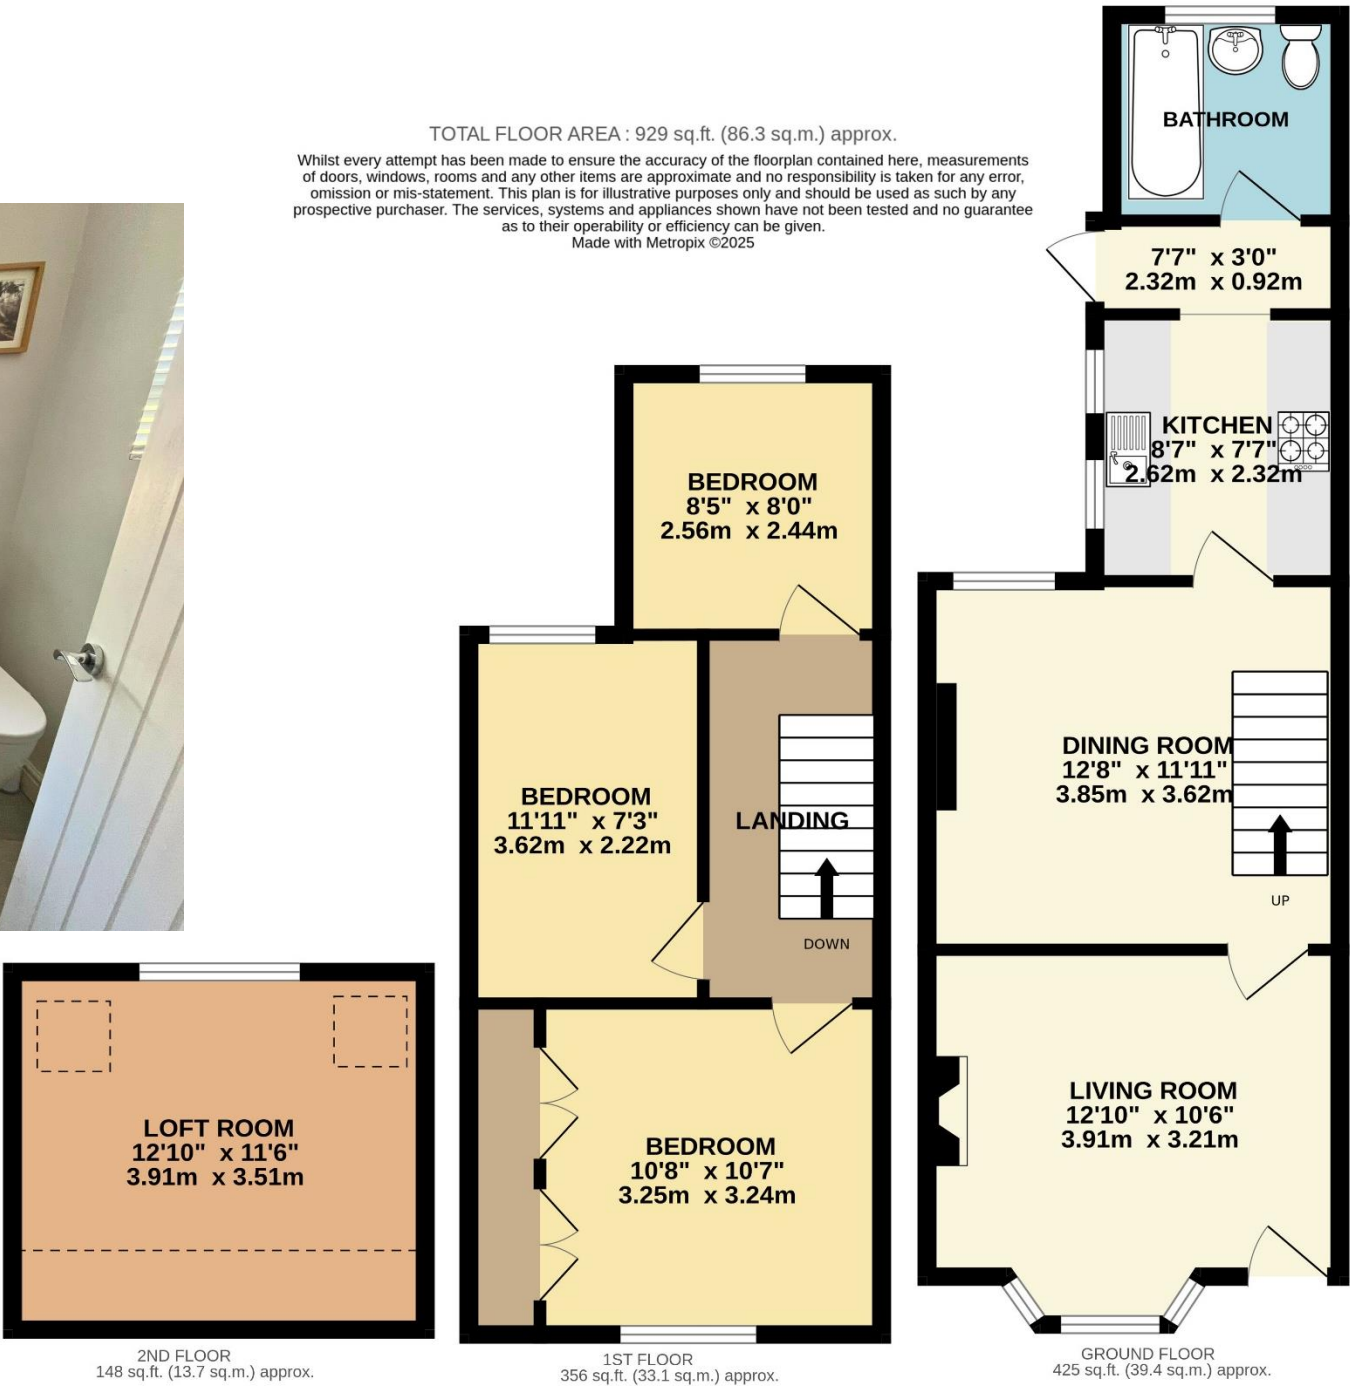 TOTAL FLOOR AREA : 929 sq.ft. (86.3 sq.m.) approx.
Whilst every attempt has been made to ensure the accuracy of the floorplan contained here, measurements
of doors, windows, rooms and any other items are approximate and no responsibility is taken for any error,
omission or mis-statement. This plan is for illustrative purposes only and should be used as such by any
prospective purchaser. The services, systems and appliances shown have not been tested and no guarantee
as to their operability or efficiency can be given.
Made with Metropix ©2025
LOFT ROOM
12'10" x 11'6"
3.91m x 3.51m
2ND FLOOR
148 sq.ft. (13.7 sq.m.) approx.
BEDROOM
8'5" x 8'0"
2.56m x 2.44m
BEDROOM
11'11" x 7'3"
3.62m x 2.22m
LANDING
DOWN
BEDROOM
10'8" x 10'7"
3.25m x 3.24m
1ST FLOOR
356 sq.ft. (33.1 sq.m.) approx.
BATHROOM
7'7" x 3'0"
2.32m x 0.92m
KITCHEN
8'7" x 7'7"
2.62m x 2.32m
DINING ROOM
12'8" x 11'11"
3.85m x 3.62m
UP
LIVING ROOM
12'10" x 10'6"
3.91m x 3.21m
GROUND FLOOR
425 sq.ft. (39.4 sq.m.) approx.